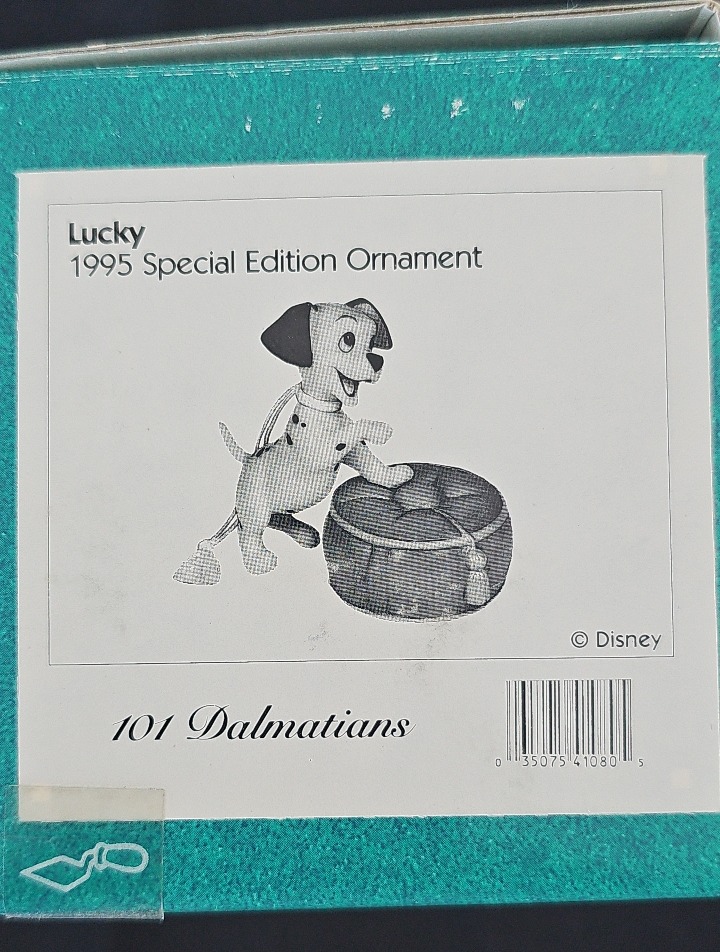 Lucky
1995 Special Edition Ornament
© Disney
101 Dalmatians
0 35075 41080 5